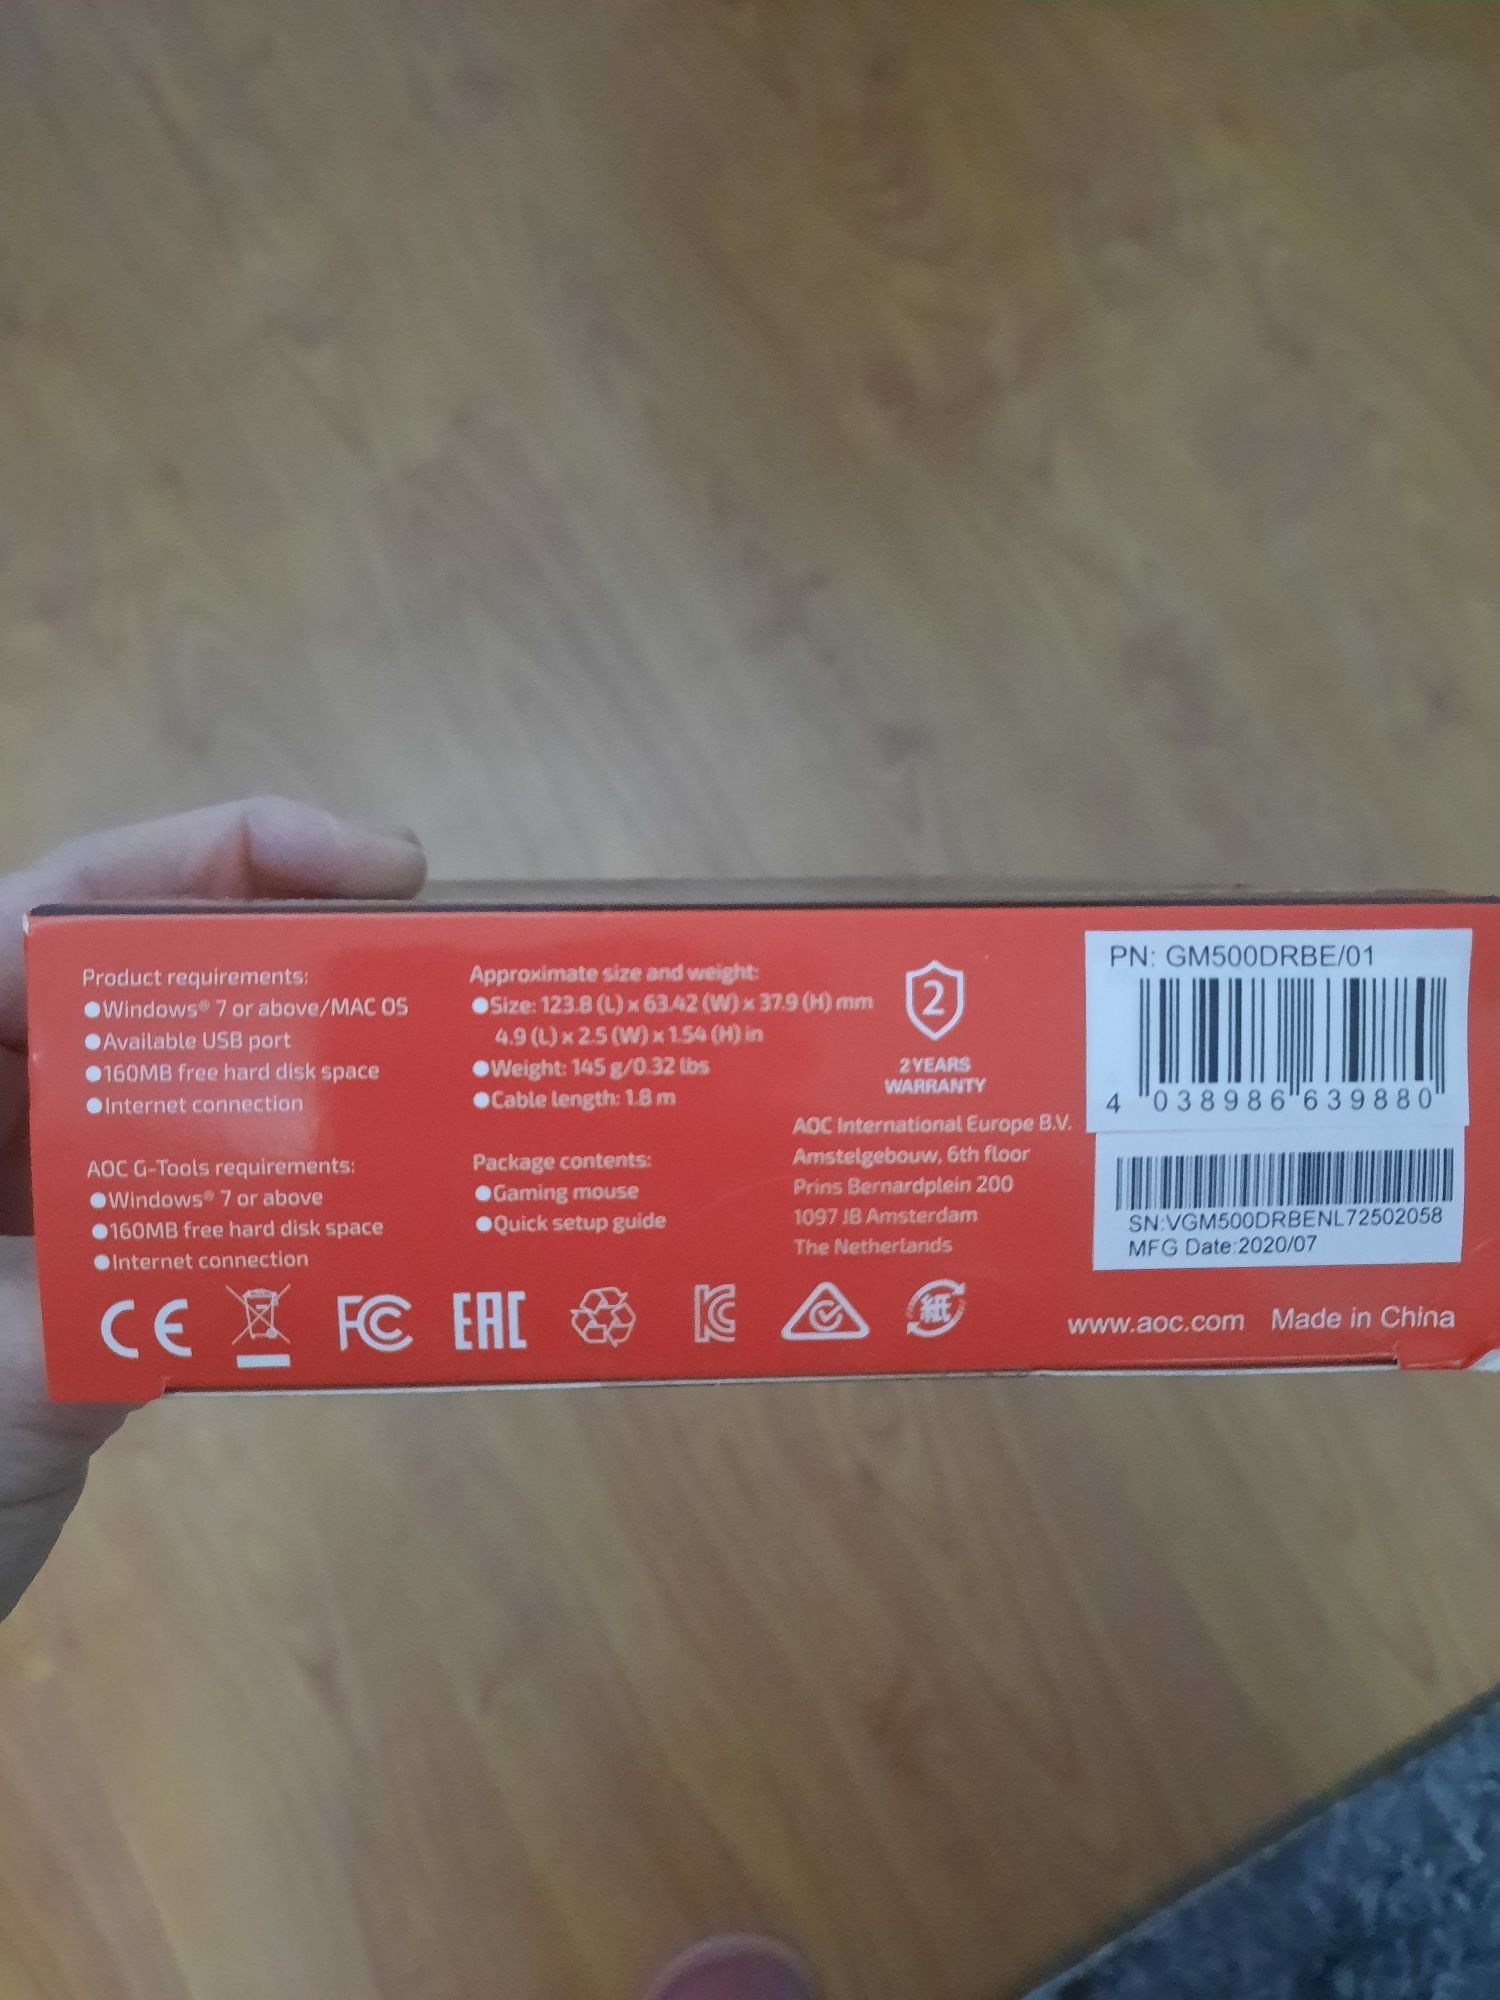 Product requirements:
●Windows® 7 or above/MAC OS
●Available USB port
●160MB free hard disk space
●Internet connection
AOC G-Tools requirements:
●Windows® 7 or above
●160MB free hard disk space
●Internet connection
Approximate size and weight:
●Size: 123.8 (L) x 63.42 (W) x 37.9 (H) mm
4.9 (L) x 2.5 (W) x 1.54 (H) in
●Weight: 145 g/0.32 lbs
●Cable length: 1.8 m
Package contents:
●Gaming mouse
●Quick setup guide
2
2 YEARS
WARRANTY
AOC International Europe B.V.
Amstelgebouw, 6th floor
Prins Bernardplein 200
1097 JB Amsterdam
The Netherlands
PN: GM500DRBE/01
4 038986 639880
SN:VGM500DRBENL72502058
MFG Date:2020/07
CE FC EAC KC 紙
www.aoc.com Made in China